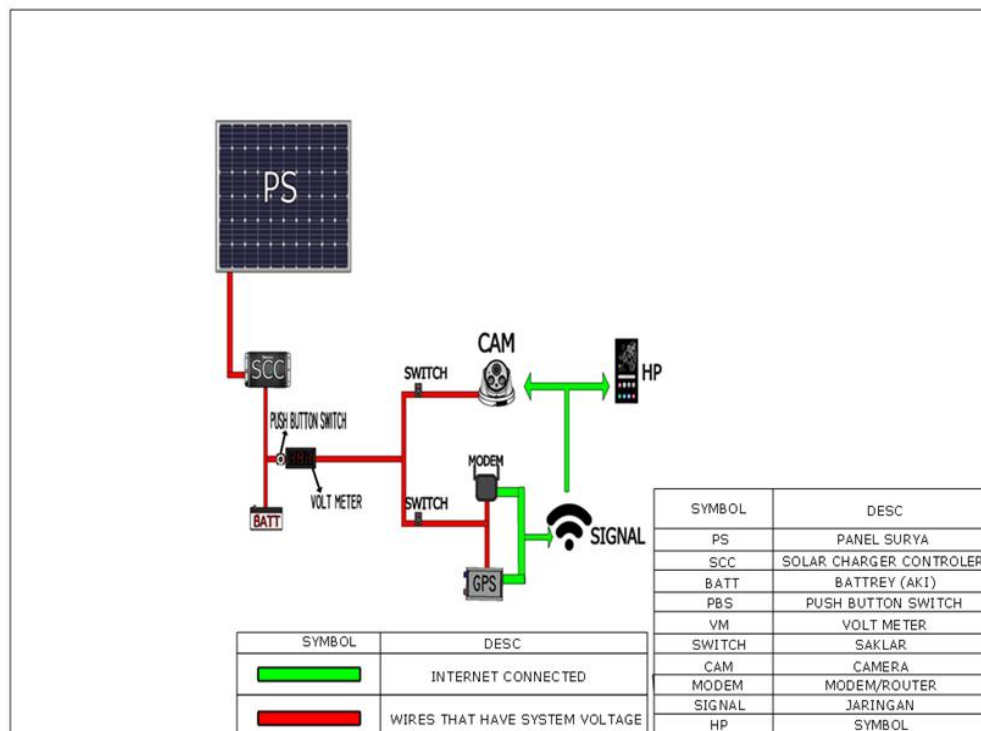 PS
SCC
PUSH BUTTON SWITCH
VOLT METER
BATT
SWITCH
CAM
HP
SWITCH
MODEM
GPS
SIGNAL
SYMBOL DESC
INTERNET CONNECTED
WIRES THAT HAVE SYSTEM VOLTAGE
SYMBOL DESC
PS PANEL SURYA
SCC SOLAR CHARGER CONTROLER
BATT BATTREY (AKI)
PBS PUSH BUTTON SWITCH
VM VOLT METER
SWITCH SAKLAR
CAM CAMERA
MODEM MODEM/ROUTER
SIGNAL JARINGAN
HP SYMBOL